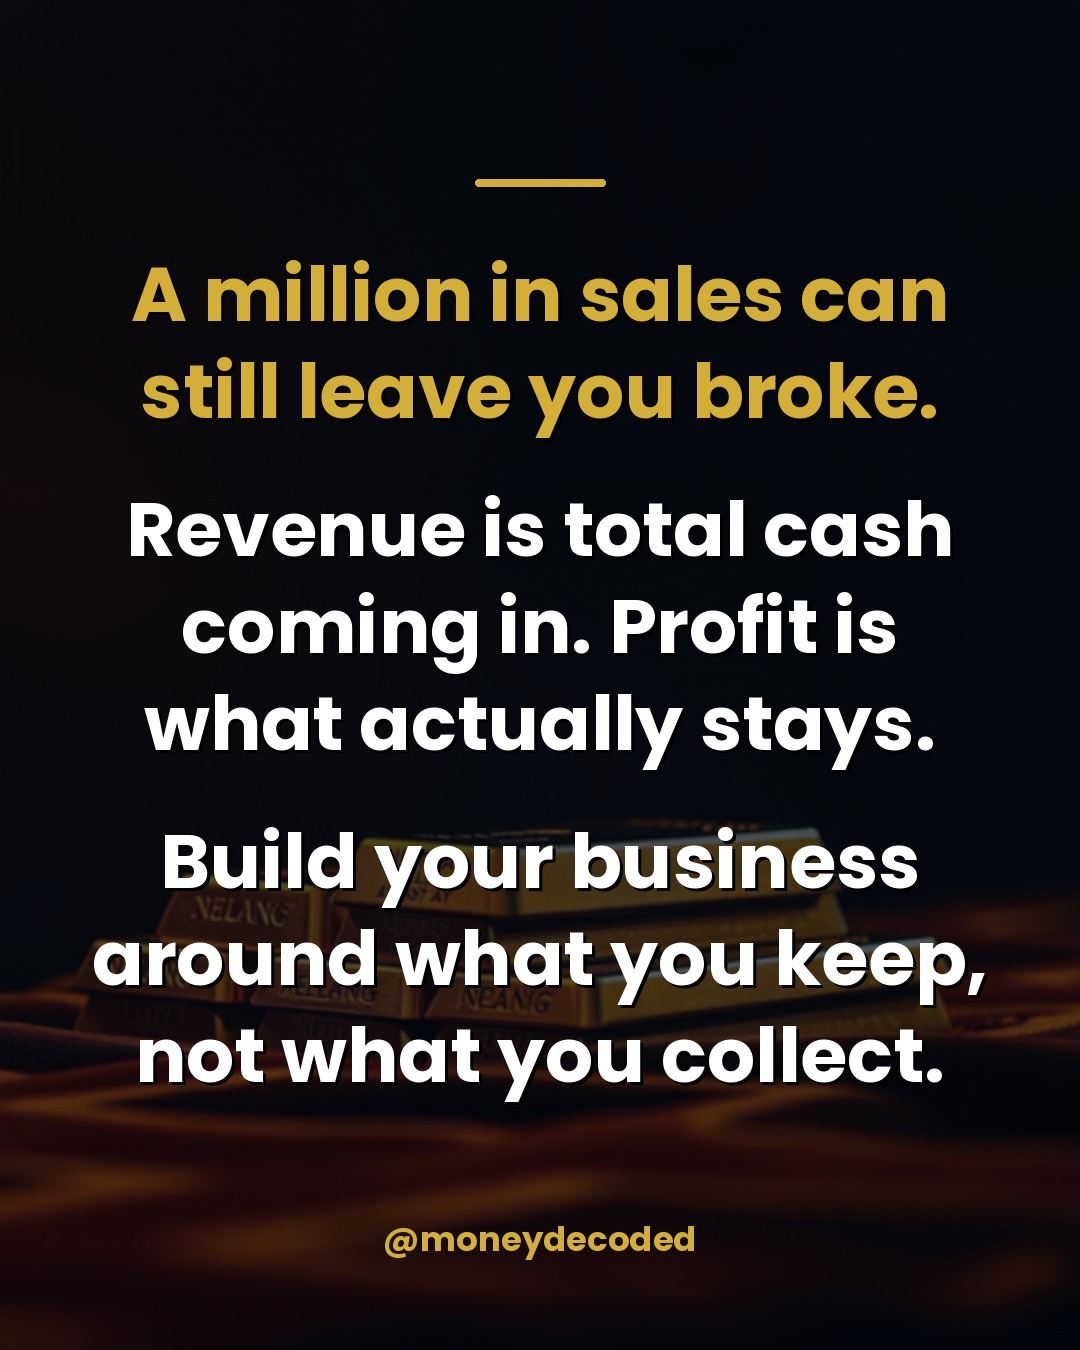 A million in sales can
still leave you broke.
Revenue is total cash
coming in. Profit is
what actually stays.
Build your business
around what you keep,
not what you collect.
@moneydecoded